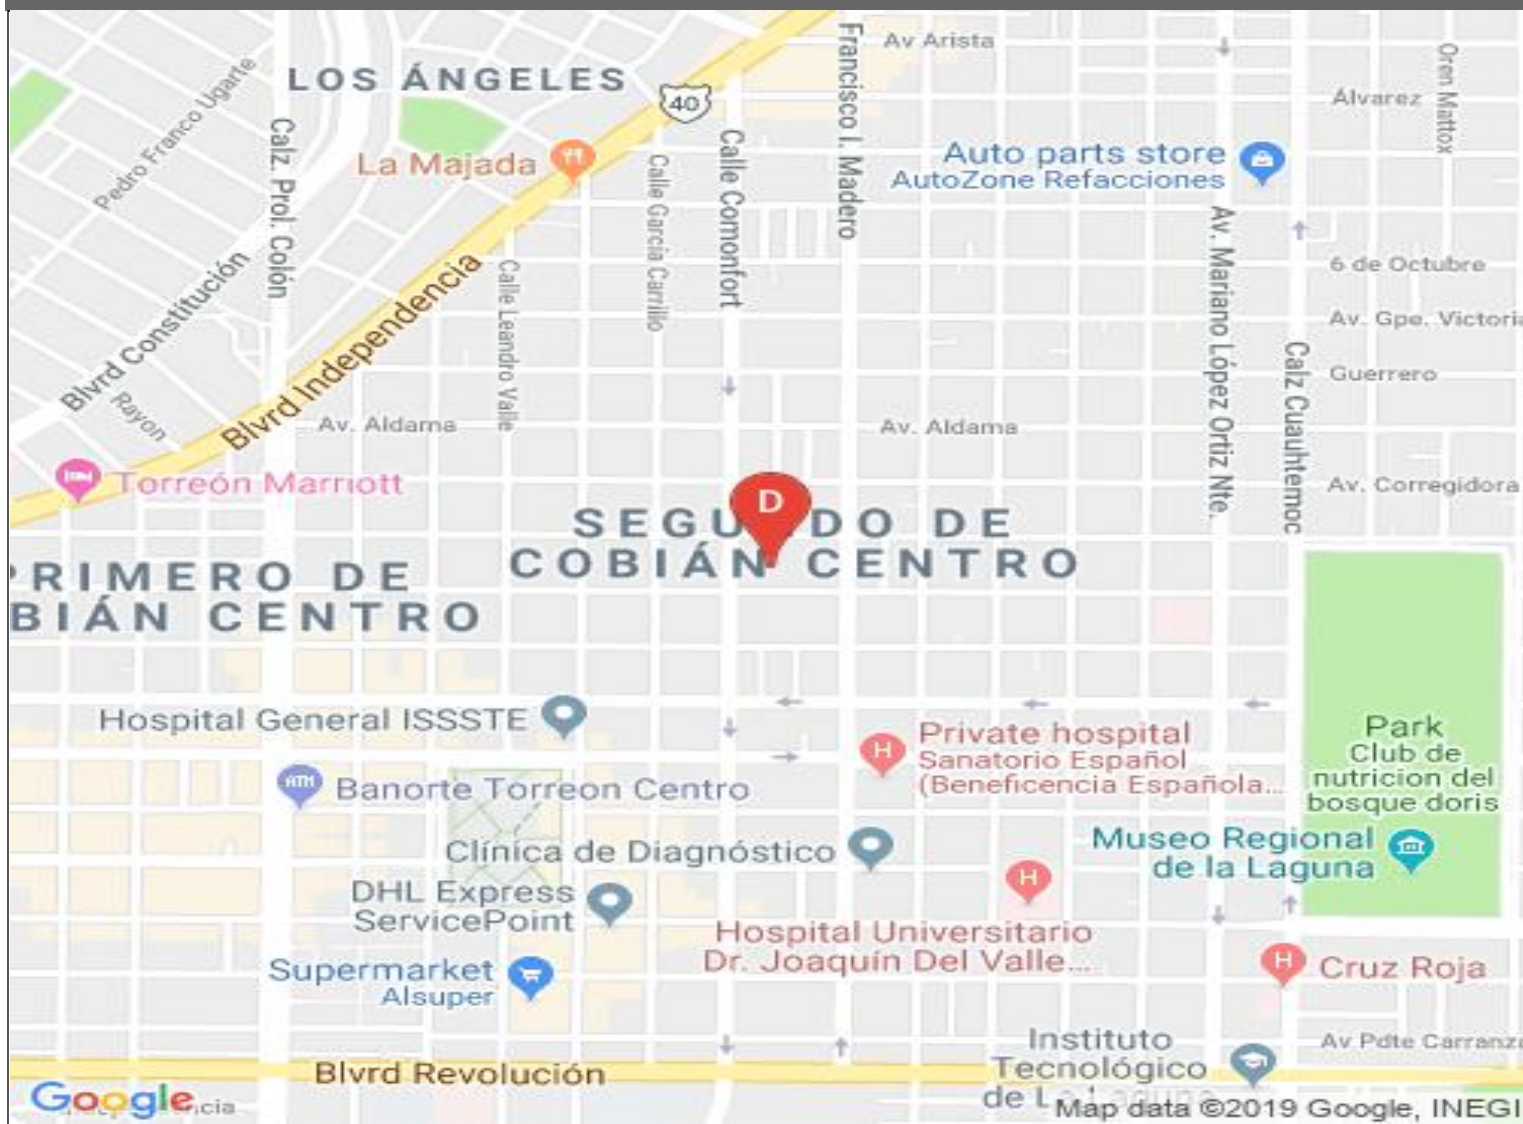 Av Arista
Francisco I. Madero
Oren Mattox
Pedro Franco Ugarte
LOS ÁNGELES
40
Álvarez
Calz. Prol. Colón
La Majada
Calle Garcia Carrillo
Calle Comonfort
Auto parts store
AutoZone Refacciones
Av. Mariano López Ortiz Nte.
Blvrd Constitución
Blvrd Independencia
Calle Leandro Valle
6 de Octubre
Av. Gpe. Victoria
Calz Cuauhtemoc
Guerrero
Rayon
Av. Aldama
Av. Aldama
Torreón Marriott
Av. Corregidora
D
SEGU DO DE
COBIÁN CENTRO
RIMERO DE
BIÁN CENTRO
Hospital General ISSSTE
H
Private hospital
Sanatorio Español
(Beneficencia Española...
Park
Club de
nutricion del
bosque doris
ATM
Banorte Torreon Centro
Clínica de Diagnóstico
Museo Regional
de la Laguna
DHL Express
ServicePoint
H
Hospital Universitario
Dr. Joaquín Del Valle...
H
Cruz Roja
Supermarket
Alsuper
Instituto
Tecnológico
de L
Av Pdte Carranza
Blvrd Revolución
Google
cia
Map data ©2019 Google, INEGI